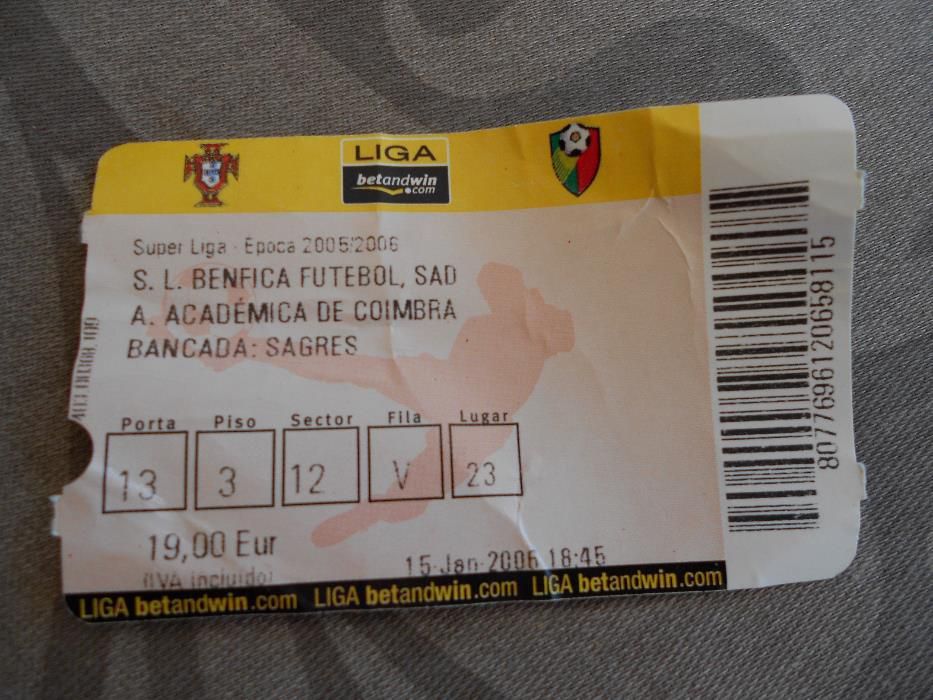 LIGA
betandwin
.com
Super Liga - Época 2005/2006
S. L. BENFICA FUTEBOL, SAD
A. ACADÉMICA DE COIMBRA
BANCADA: SAGRES
Porta Piso Sector Fila Lugar
13 3 12 V 23
19,00 Eur
(IVA incluido)
15-Jan-2006 18:45
LIGA betandwin.com LIGA betandwin.com LIGA betandwin.com
8077696120658115